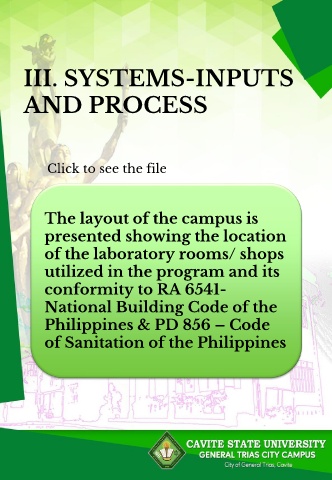 III. SYSTEMS-INPUTS
AND PROCESS
Click to see the file
The layout of the campus is
presented showing the location
of the laboratory rooms/ shops
utilized in the program and its
conformity to RA 6541-
National Building Code of the
Philippines & PD 856 – Code
of Sanitation of the Philippines
CAVITE STATE UNIVERSITY
GENERAL TRIAS CITY CAMPUS
City of General Trias, Cavite